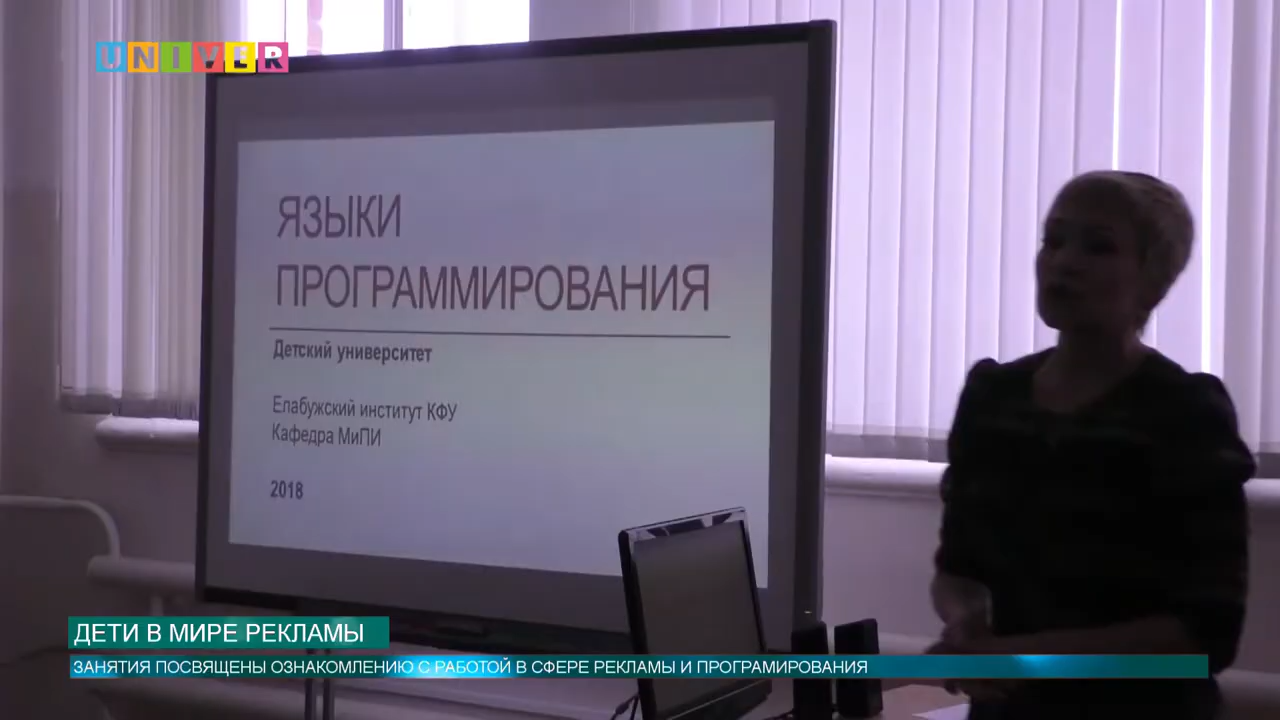 UNIVER
ЯЗЫКИ
ПРОГРАММИРОВАНИЯ
Детский университет
Елабужский институт КФУ
Кафедра МиПИ
2018
ДЕТИ В МИРЕ РЕКЛАМЫ
ЗАНЯТИЯ ПОСВЯЩЕНЫ ОЗНАКОМЛЕНИЮ С РАБОТОЙ В СФЕРЕ РЕКЛАМЫ И ПРОГРАМИРОВАНИЯ